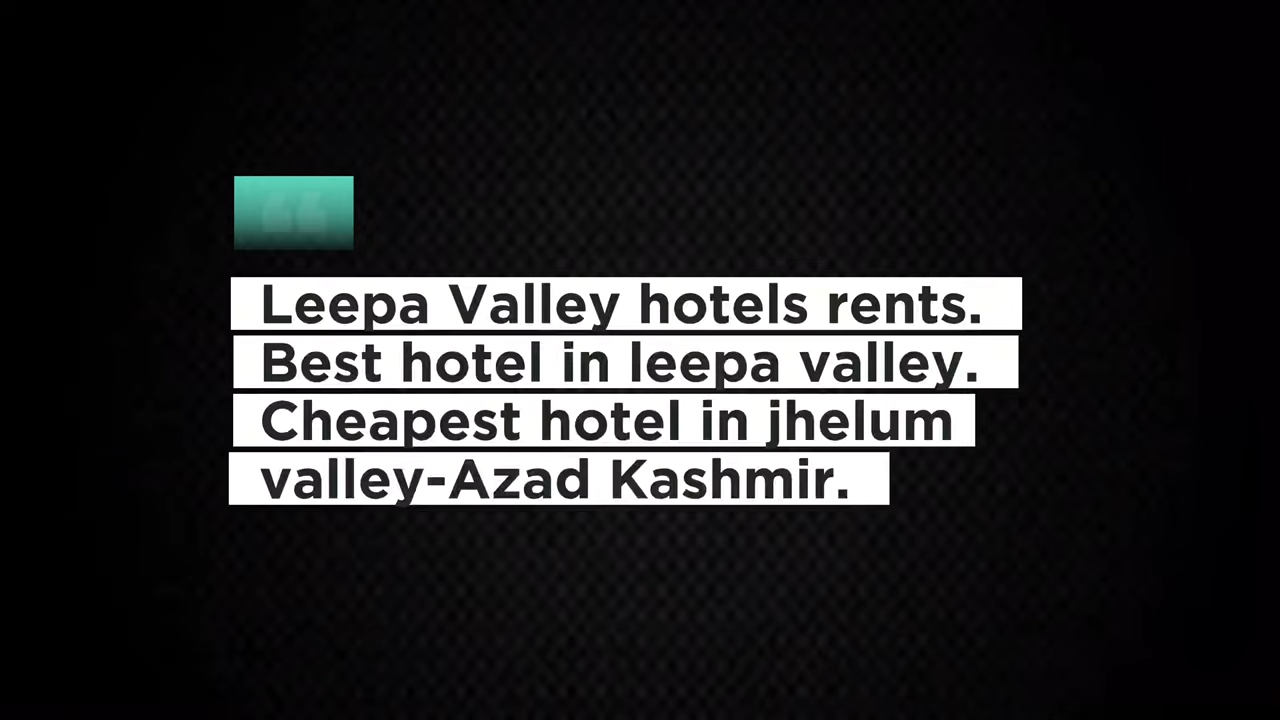 Leepa Valley hotels rents.
Best hotel in leepa valley.
Cheapest hotel in jhelum
valley-Azad Kashmir.